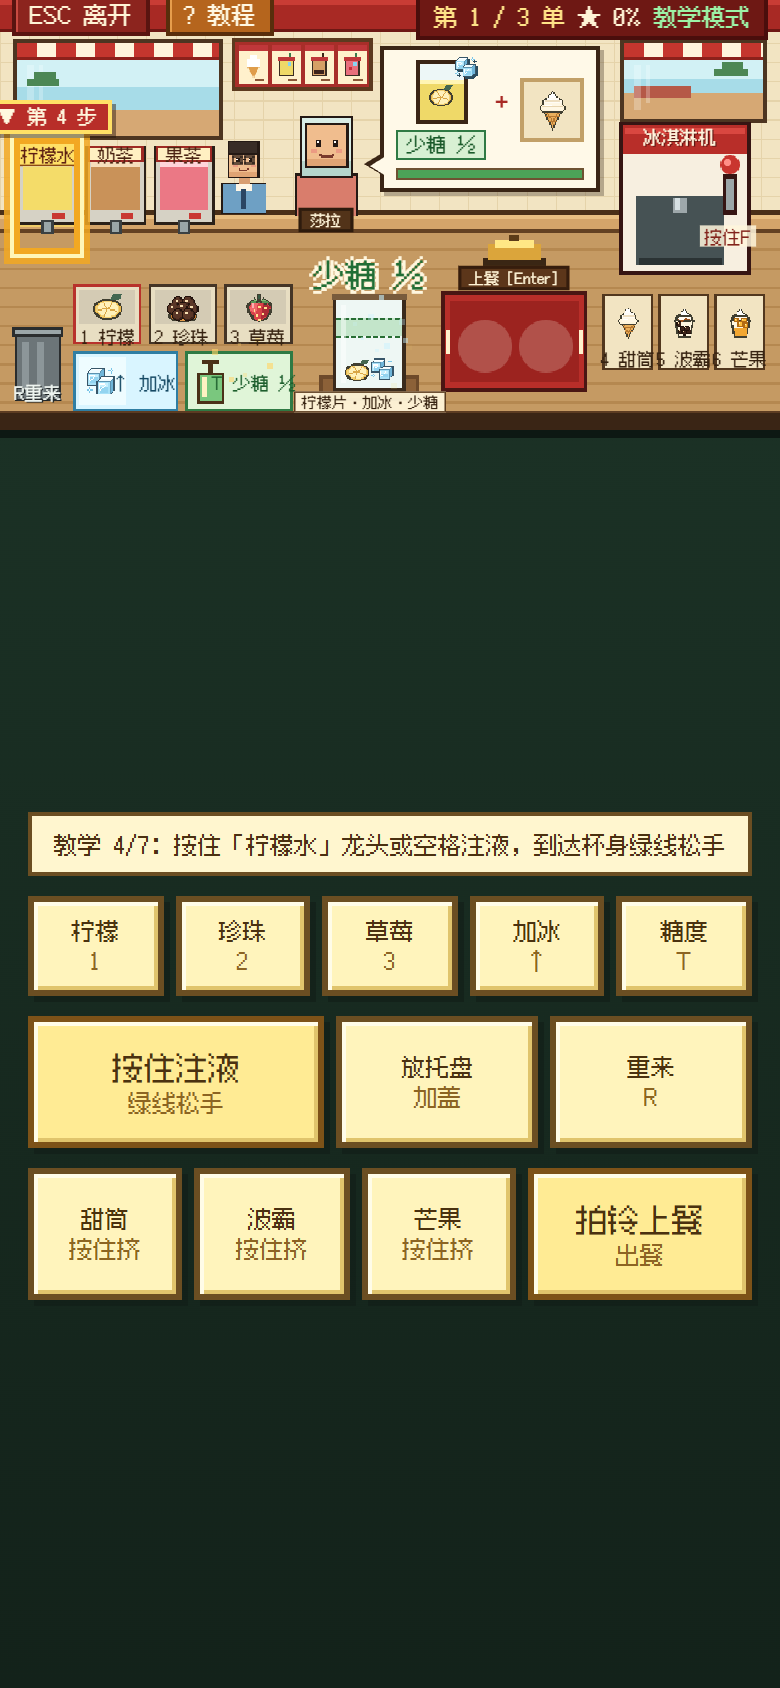 ESC 离开
? 教程
第 1 / 3 单 ★ 0% 教学模式
▼ 第 4 步
柠檬水
奶茶
果茶
莎拉
+
少糖 ½
冰淇淋机
按住F
少糖 ½
上餐 [Enter]
1 柠檬
2 珍珠
3 草莓
4 甜筒
5 波霸
6 芒果
R重来
↑ 加冰
T 少糖 ½
柠檬片·加冰·少糖
教学 4/7: 按住「柠檬水」龙头或空格注液，到达杯身绿线松手
柠檬
1
珍珠
2
草莓
3
加冰
↑
糖度
T
按住注液
绿线松手
放托盘
加盖
重来
R
甜筒
按住挤
波霸
按住挤
芒果
按住挤
拍铃上餐
出餐